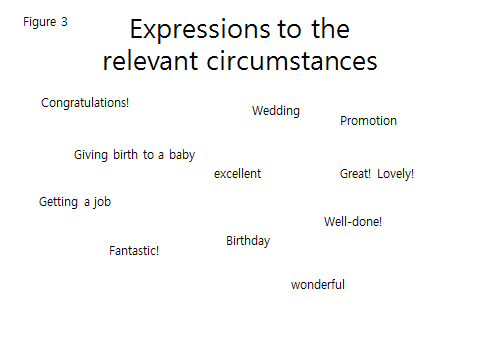 Figure 3
Expressions to the
relevant circumstances
Congratulations!
Wedding
Promotion
Giving birth to a baby
excellent
Great! Lovely!
Getting a job
Well-done!
Birthday
Fantastic!
wonderful